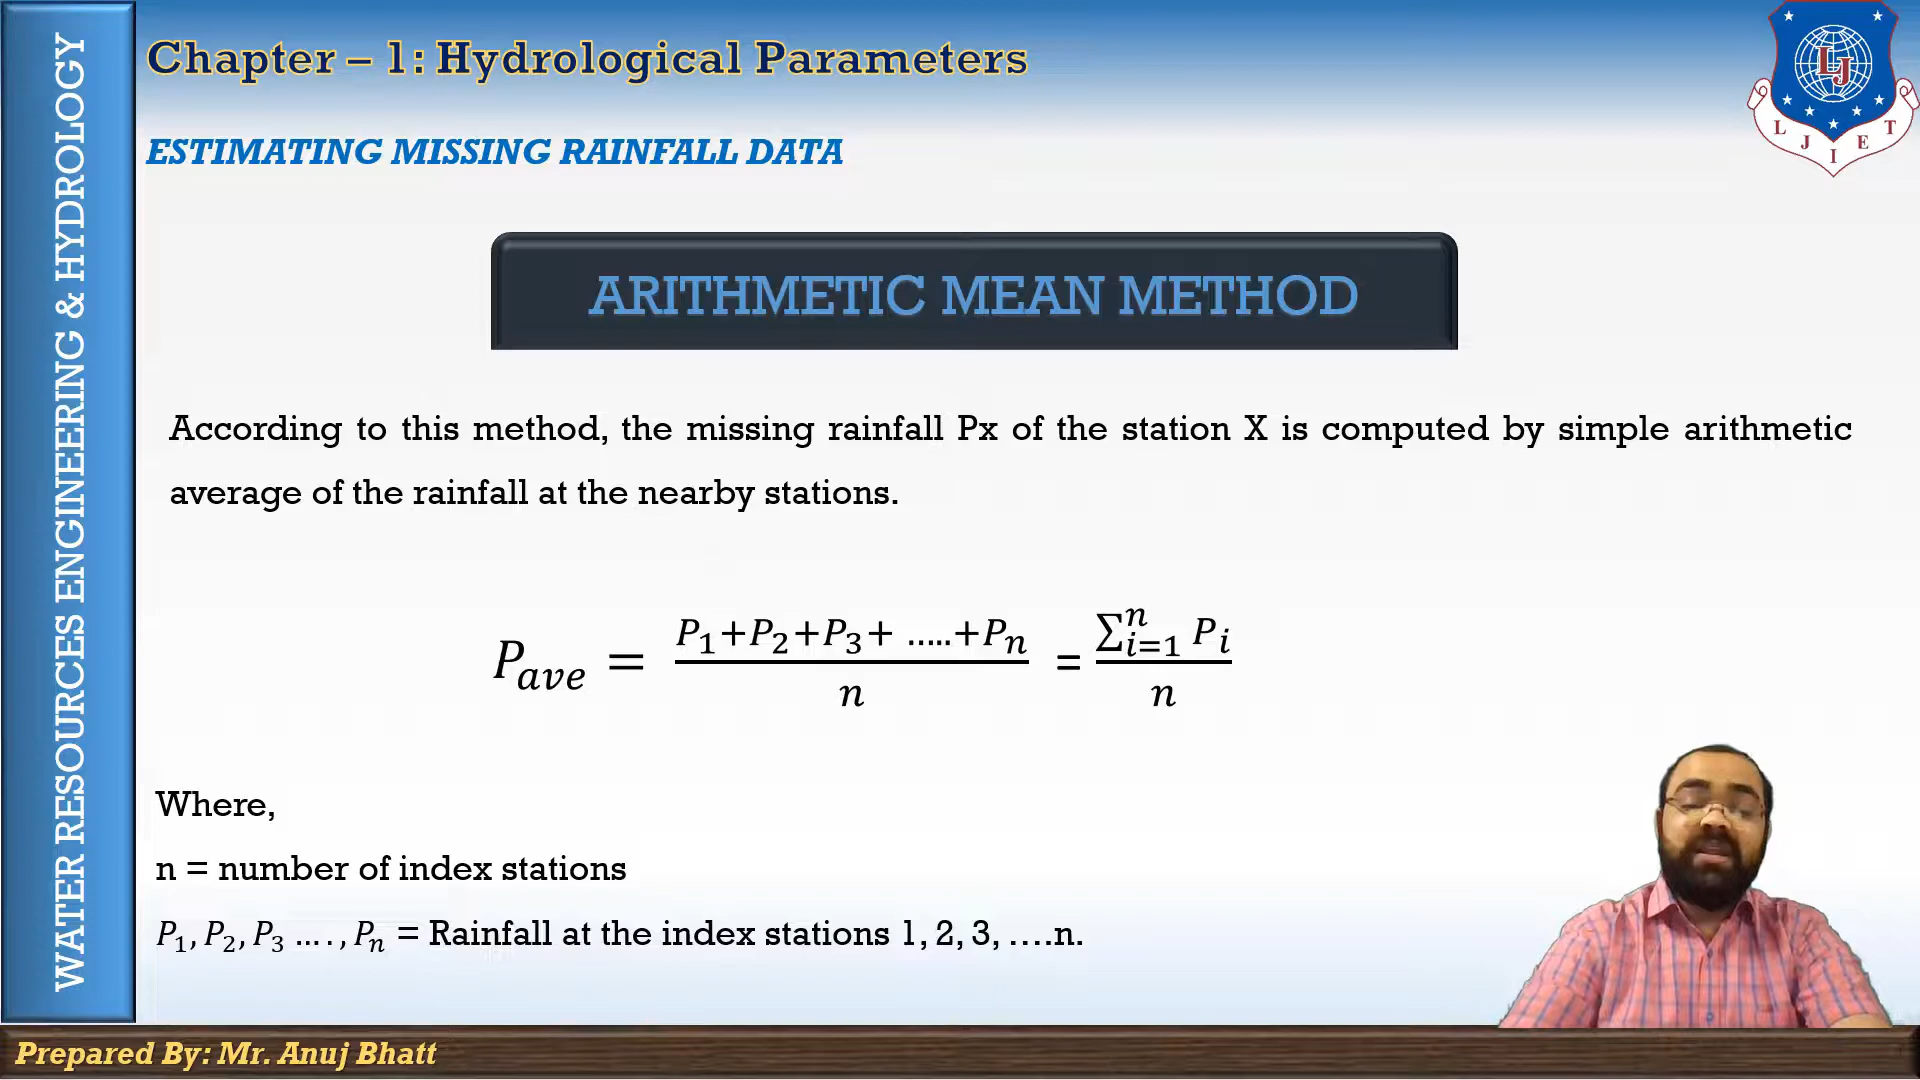 WATER RESOURCES ENGINEERING & HYDROLOGY
Chapter – 1: Hydrological Parameters
LJ
L J I E T
ESTIMATING MISSING RAINFALL DATA
ARITHMETIC MEAN METHOD
According to this method, the missing rainfall Px of the station X is computed by simple arithmetic
average of the rainfall at the nearby stations.
P_ave = (P_1+P_2+P_3+ .....+P_n)/n = (∑_{i=1}^{n} P_i)/n
Where,
n = number of index stations
P_1, P_2, P_3 …. , P_n = Rainfall at the index stations 1, 2, 3, ….n.
Prepared By: Mr. Anuj Bhatt